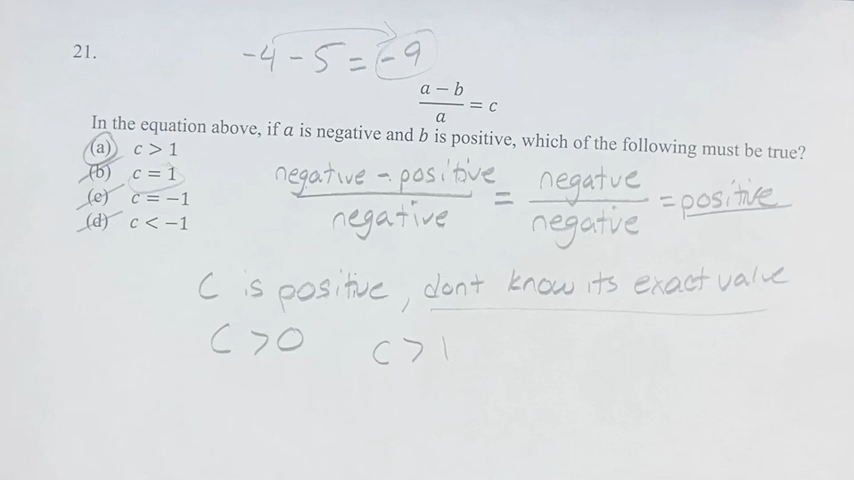 21.
-4 - 5 = -9
a - b
a
= c
In the equation above, if a is negative and b is positive, which of the following must be true?
(a) c > 1
(b) c = 1
(c) c = -1
(d) c < -1
negative - positive
negative
=
negatve
negative
= positive
C is positive, dont know its exact value
C > 0 C > 1